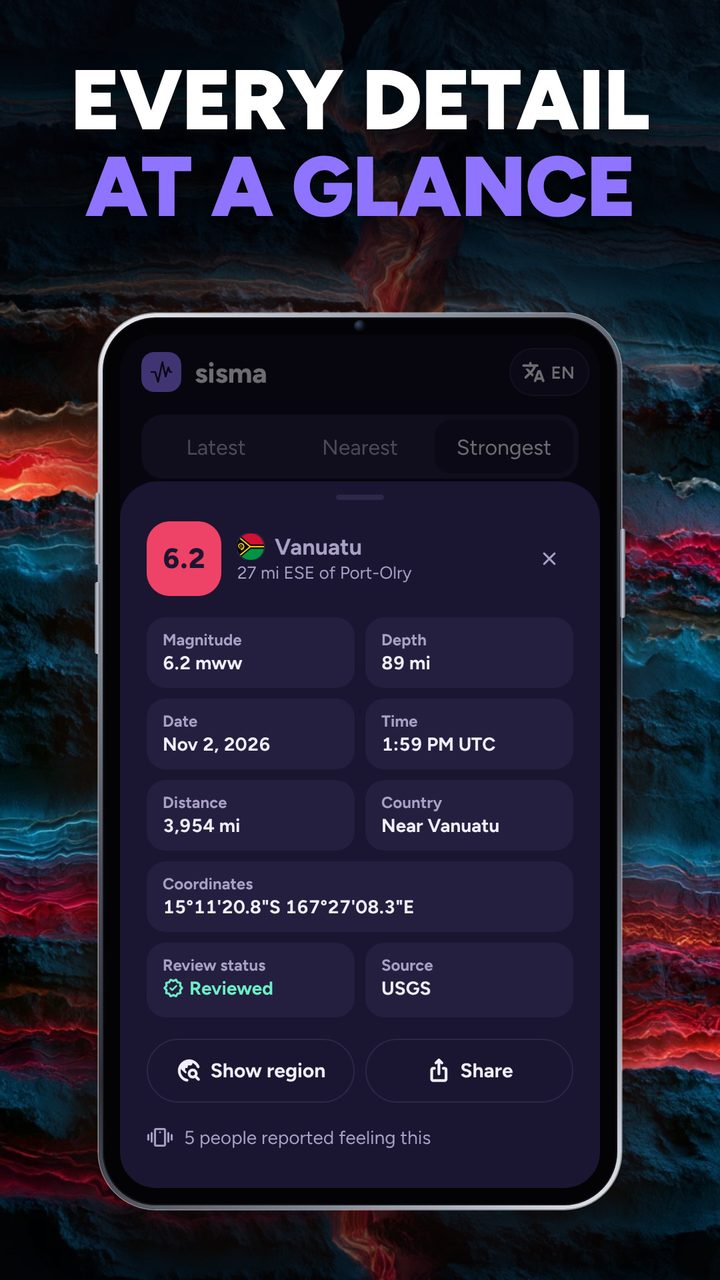 EVERY DETAIL
AT A GLANCE
sisma
EN
Latest Nearest Strongest
6.2
Vanuatu
27 mi ESE of Port-Olry
Magnitude
6.2 mww
Depth
89 mi
Date
Nov 2, 2026
Time
1:59 PM UTC
Distance
3,954 mi
Country
Near Vanuatu
Coordinates
15°11'20.8"S 167°27'08.3"E
Review status
Reviewed
Source
USGS
Show region
Share
5 people reported feeling this